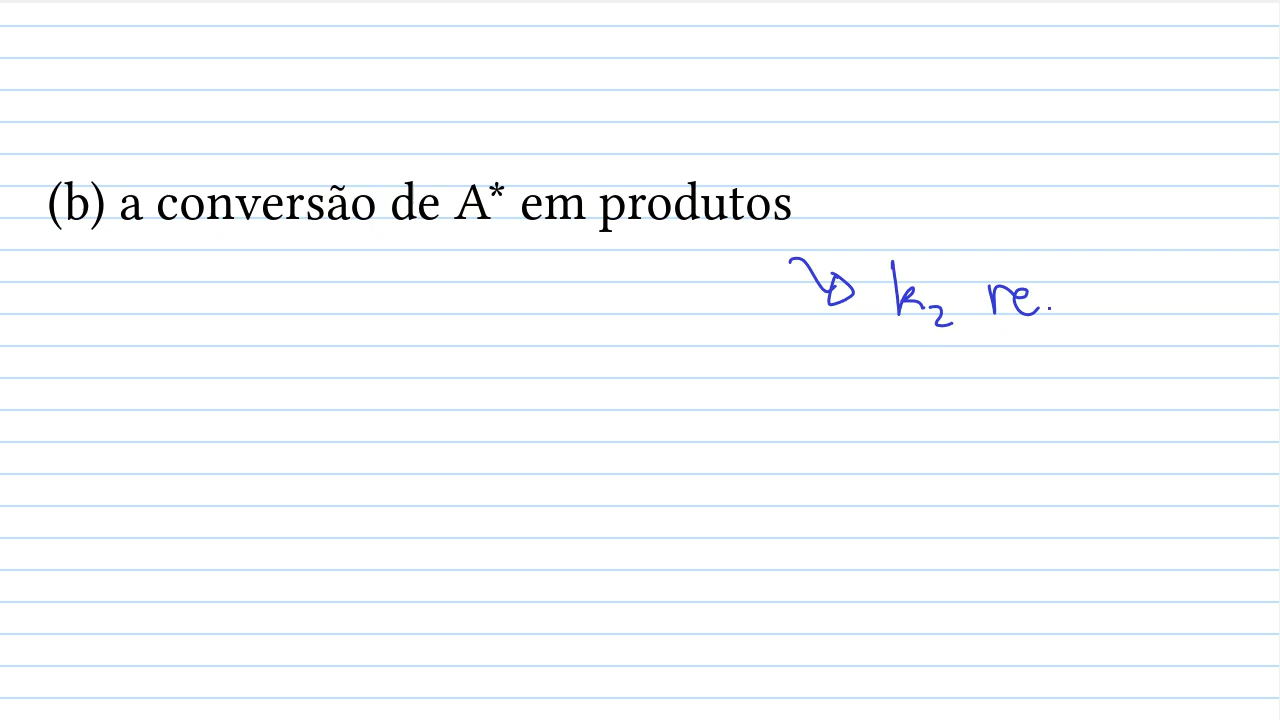 (b) a conversão de A* em produtos
k₂ re.